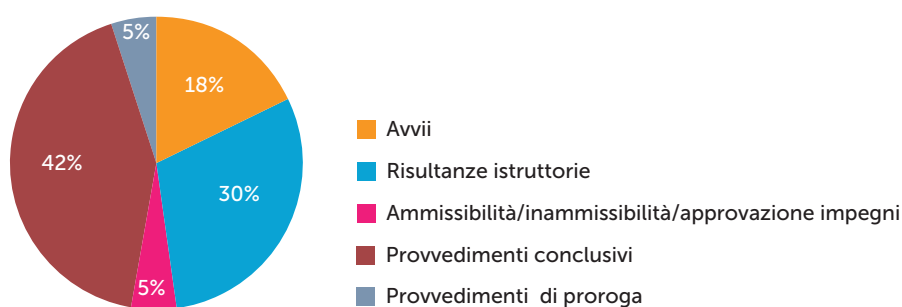 5%
18%
42%
30%
5%
Avvii
Risultanze istruttorie
Ammissibilità/inammissibilità/approvazione impegni
Provvedimenti conclusivi
Provvedimenti  di proroga